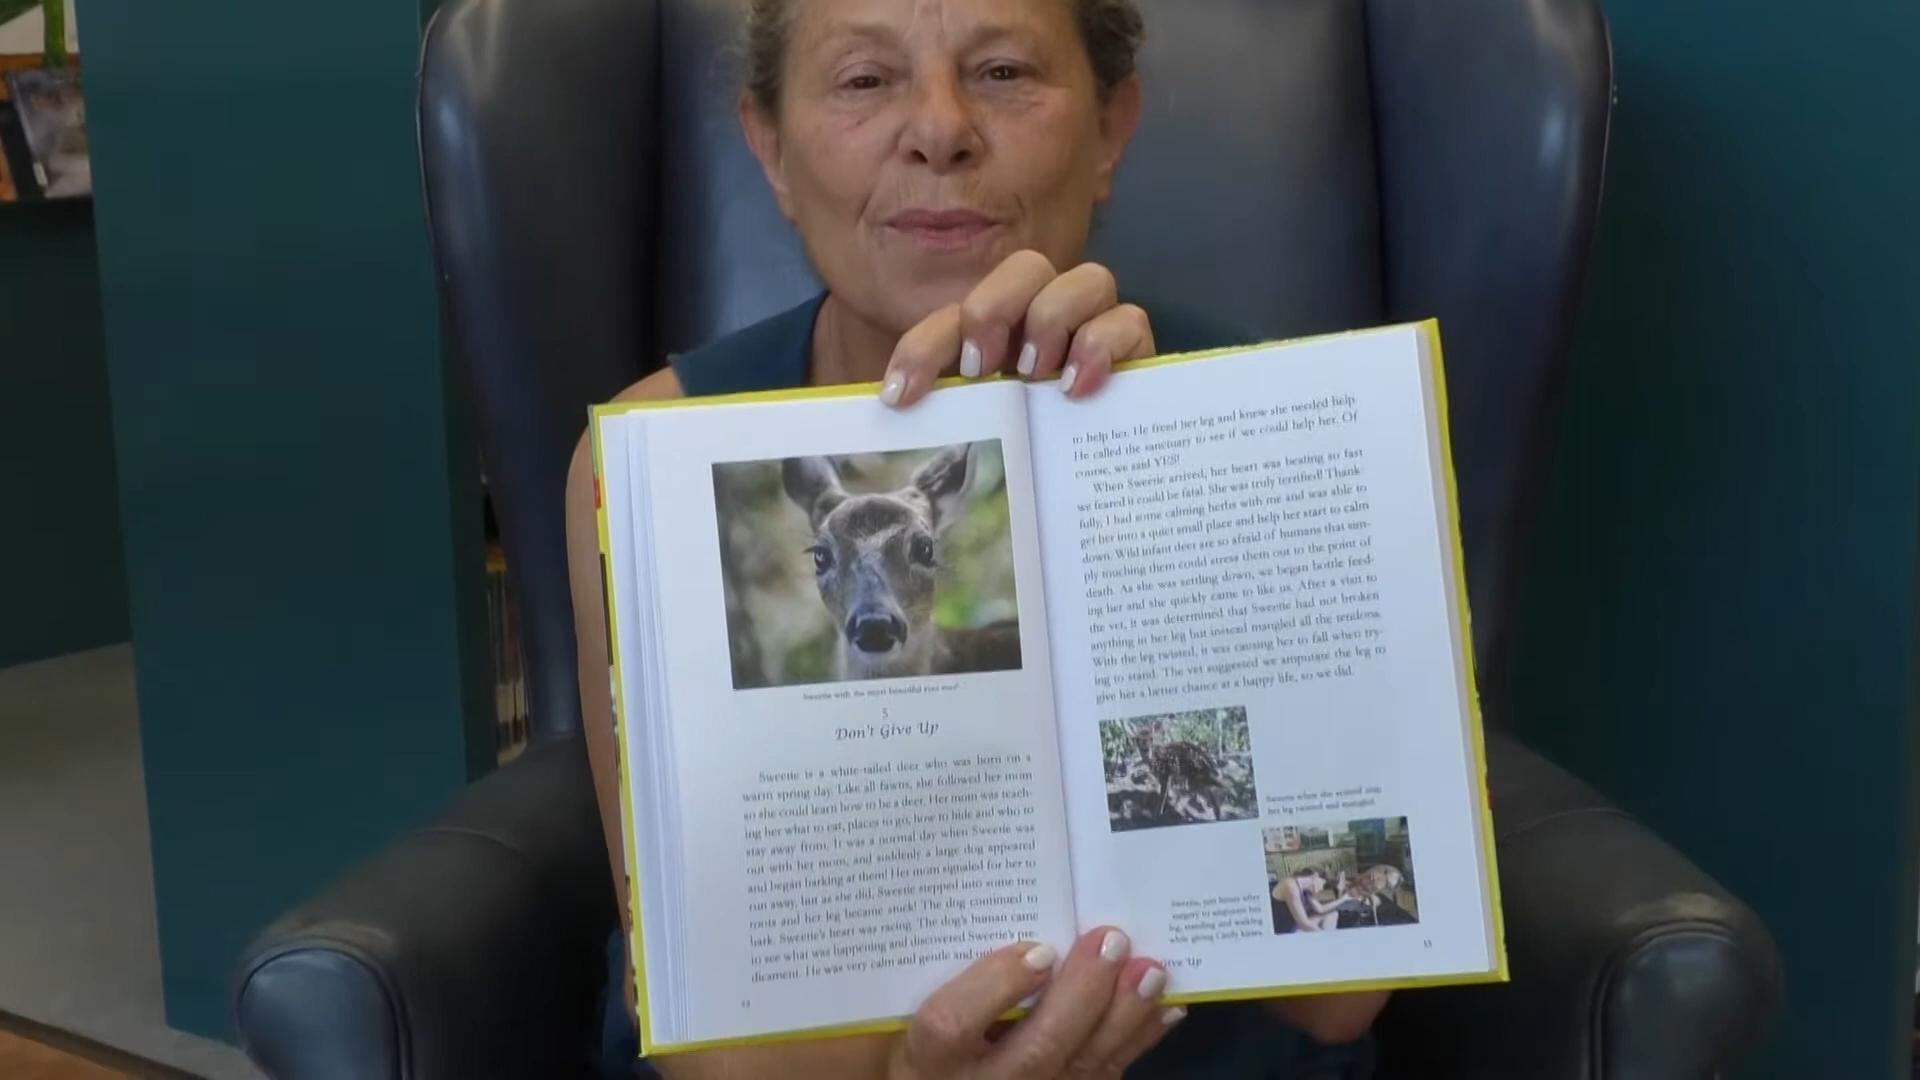 Sweetie with the most beautiful eyes ever!
5
Don't Give Up
Sweetie is a white-tailed deer who was born on a
warm spring day. Like all fawns, she followed her mom
so she could learn how to be a deer. Her mom was teach-
ing her what to eat, places to go, how to hide and who to
stay away from. It was a normal day when Sweetie was
out with her mom, and suddenly a large dog appeared
and began barking at them! Her mom signaled for her to
run away, but as she did, Sweetie stepped into some tree
roots and her leg became stuck! The dog continued to
bark. Sweetie's heart was racing. The dog's human came
to see what was happening and discovered Sweetie's pre-
dicament. He was very calm and gentle and
to help her. He freed her leg and knew she needed help.
He called the sanctuary to see if we could help her. Of
course, we said YES!
When Sweetie arrived, her heart was beating so fast
we feared it could be fatal. She was truly terrified! Thank-
fully, I had some calming herbs with me and was able to
get her into a quiet small place and help her start to calm
down. Wild infant deer are so afraid of humans that sim-
ply touching them could stress them out to the point of
death. As she was settling down, we began bottle feed-
ing her and she quickly came to like us. After a visit to
the vet, it was determined that Sweetie had not broken
anything in her leg but instead mangled all the tendons.
With the leg twisted, it was causing her to fall when try-
ing to stand. The vet suggested we amputate the leg to
give her a better chance at a happy life, so we did.
Sweetie when she arrived with
her leg twisted and mangled.
Sweetie, just hours after
surgery to amputate her
leg, standing and walking
while giving Cindy kisses.
Give Up